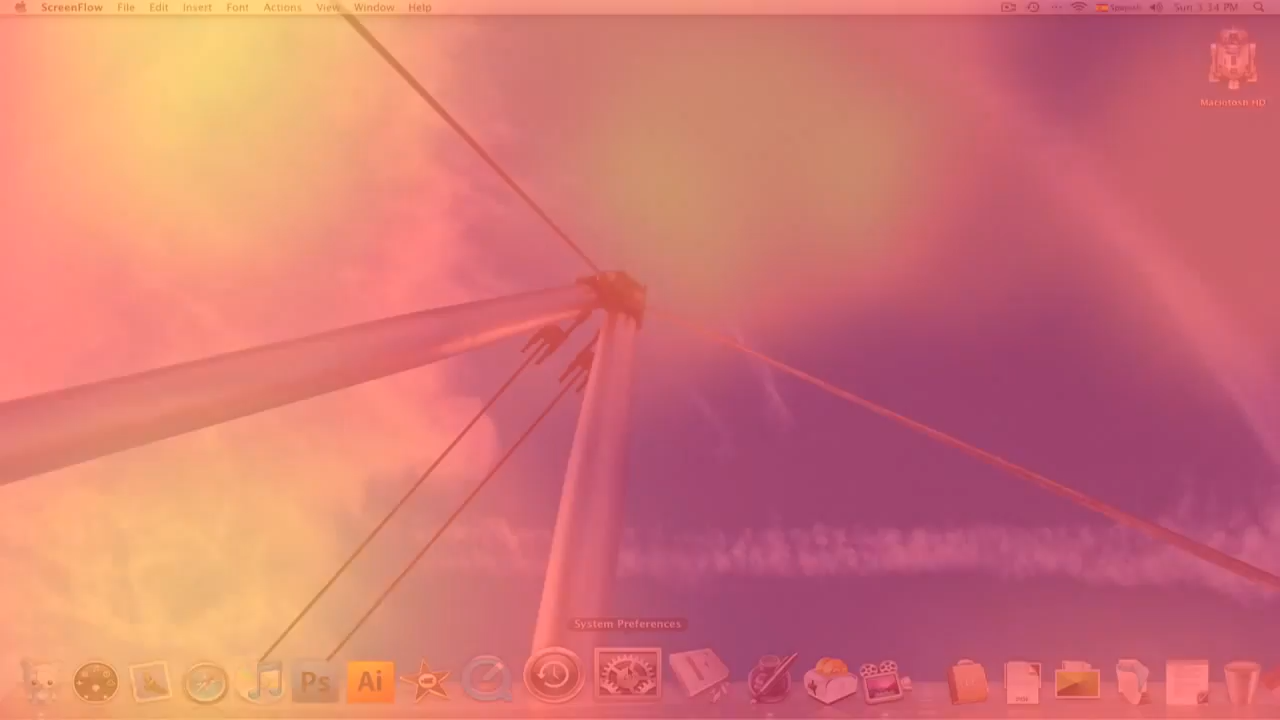 ScreenFlow File Edit Insert Font Actions View Window Help Spanish Sun 3:34 PM
Macintosh HD
System Preferences
Ps Ai